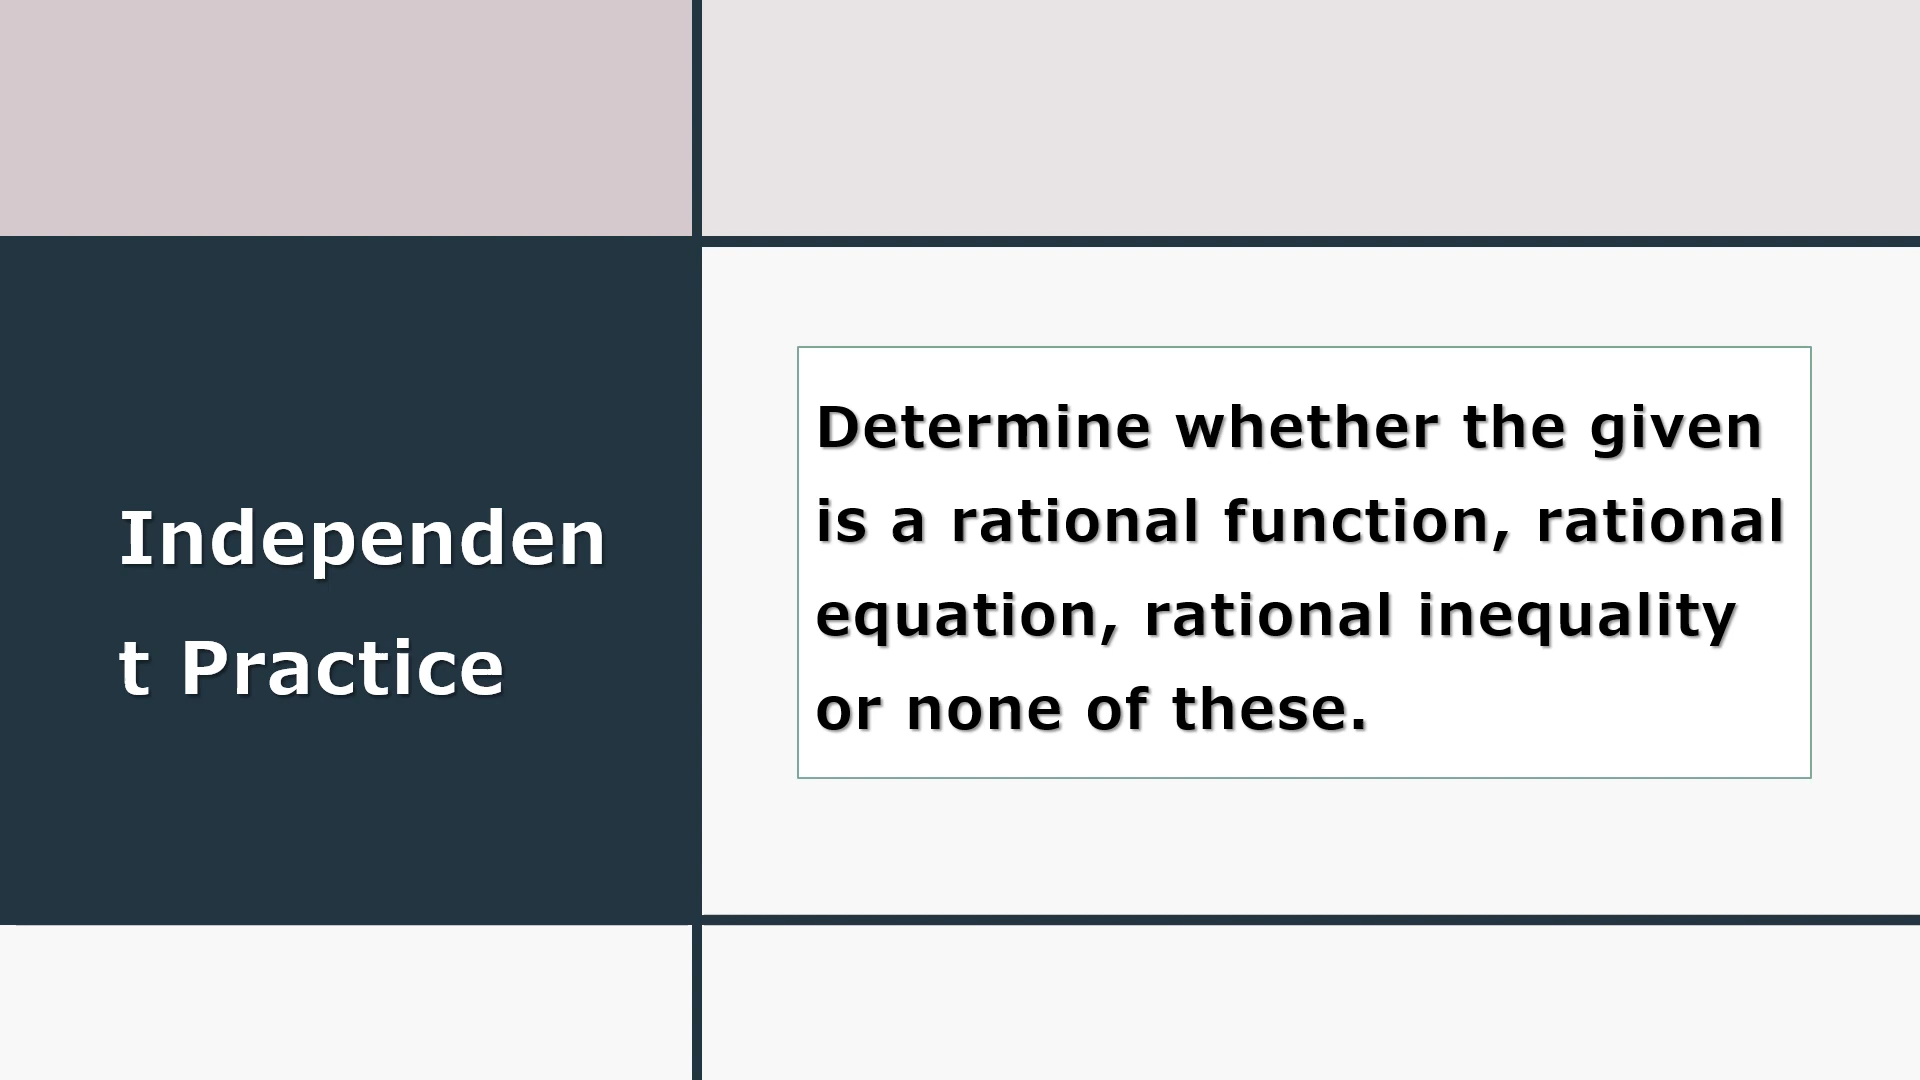 Independen
t Practice
Determine whether the given
is a rational function, rational
equation, rational inequality
or none of these.